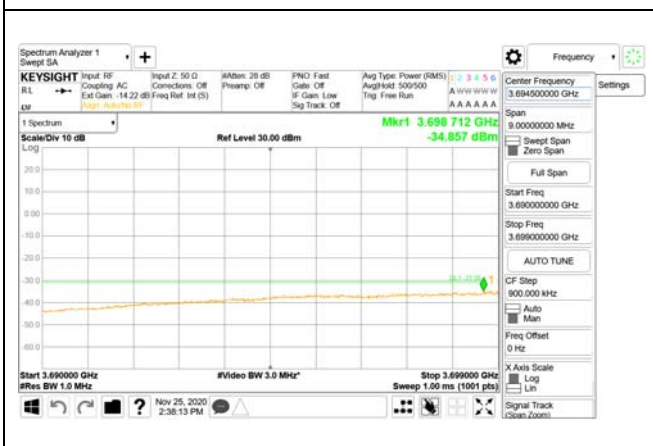 Spectrum Analyzer 1
Swept SA
+
Frequency
KEYSIGHT
RL
Input: RF
Coupling: AC
Ext Gain: -14.22 dB
Align: Auto/No RF
Input Z: 50 Ω
Corrections: Off
Freq Ref: Int (S)
#Atten: 28 dB
Preamp: Off
PNO: Fast
Gate: Off
IF Gain: Low
Sig Track: Off
Avg Type: Power (RMS)
Avg|Hold: 500/500
Trig: Free Run
1 2 3 4 5 6
A W W W W W
A A A A A A
1 Spectrum
Scale/Div 10 dB
Ref Level 30.00 dBm
Mkr1 3.698 712 GHz
-34.857 dBm
Log
20.0
10.0
0.00
-10.0
-20.0
-30.0
-40.0
-50.0
-60.0
1
Start 3.690000 GHz
#Video BW 3.0 MHz*
Stop 3.699000 GHz
#Res BW 1.0 MHz
Sweep 1.00 ms (1001 pts)
Nov 25, 2020
2:38:13 PM
?
Center Frequency
3.694500000 GHz
Settings
Span
9.00000000 MHz
Swept Span
Zero Span
Full Span
Start Freq
3.690000000 GHz
Stop Freq
3.699000000 GHz
AUTO TUNE
CF Step
900.000 kHz
Auto
Man
Freq Offset
0 Hz
X Axis Scale
Log
Lin
Signal Track
(Span Zoom)